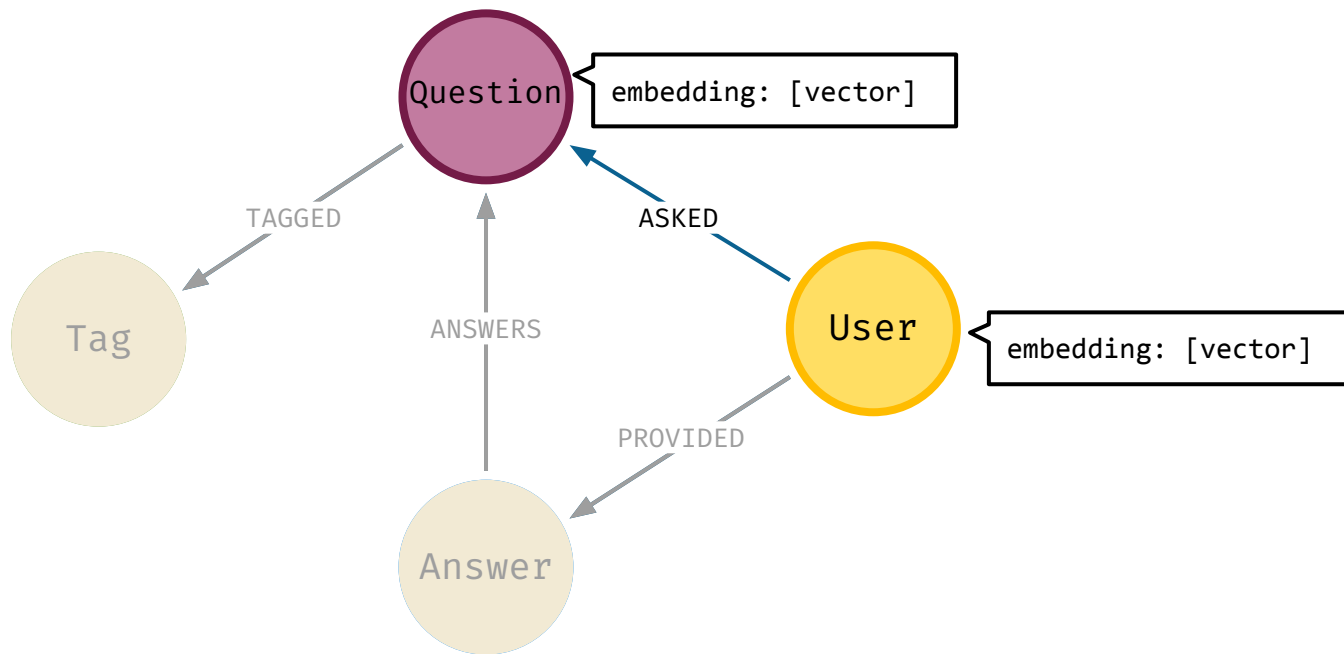 Question
embedding: [vector]
TAGGED
ASKED
Tag
ANSWERS
User
embedding: [vector]
PROVIDED
Answer